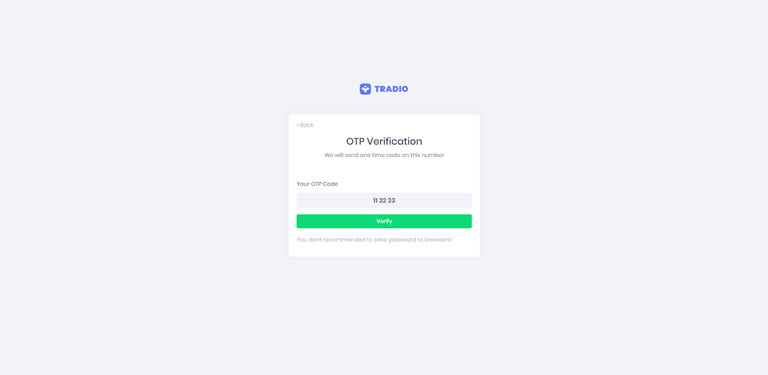 TRADIO
< Back
OTP Verification
We will send one time code on this number
Your OTP Code
11 22 33
Verify
You dont recommended to save password to browsers!